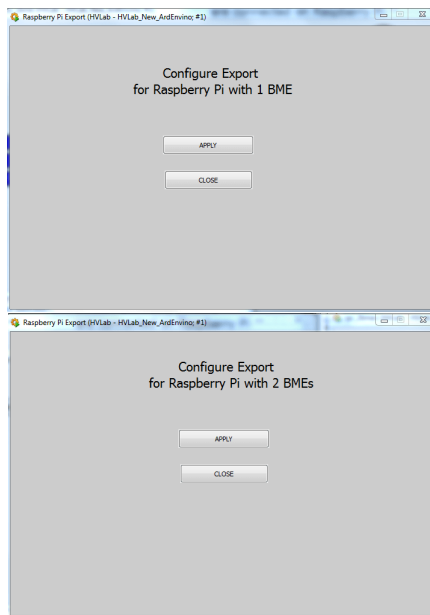 Raspberry Pi Export (HVLab - HVLab_New_ArdEnvino; #1)
Configure Export
for Raspberry Pi with 1 BME
APPLY
CLOSE
Raspberry Pi Export (HVLab - HVLab_New_ArdEnvino; #1)
Configure Export
for Raspberry Pi with 2 BMEs
APPLY
CLOSE